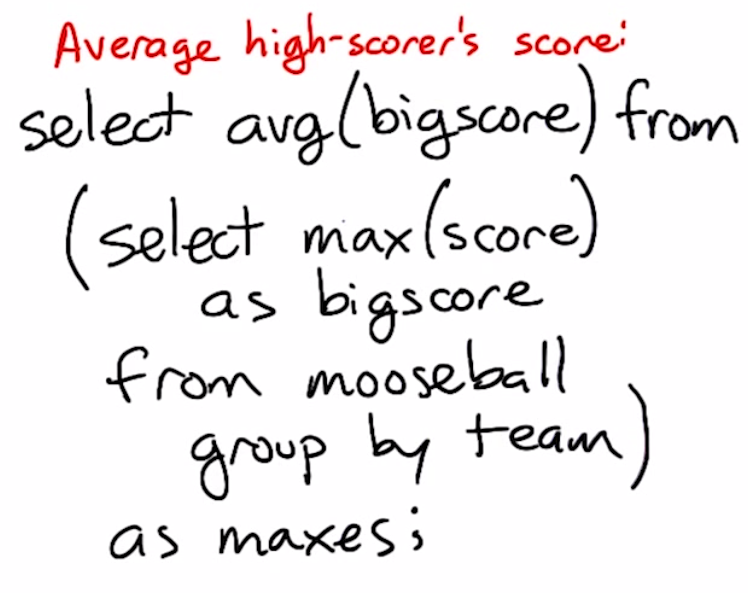 Average high-scorer's score:
select avg(bigscore) from
(select max(score)
as bigscore
from mooseball
group by team)
as maxes;